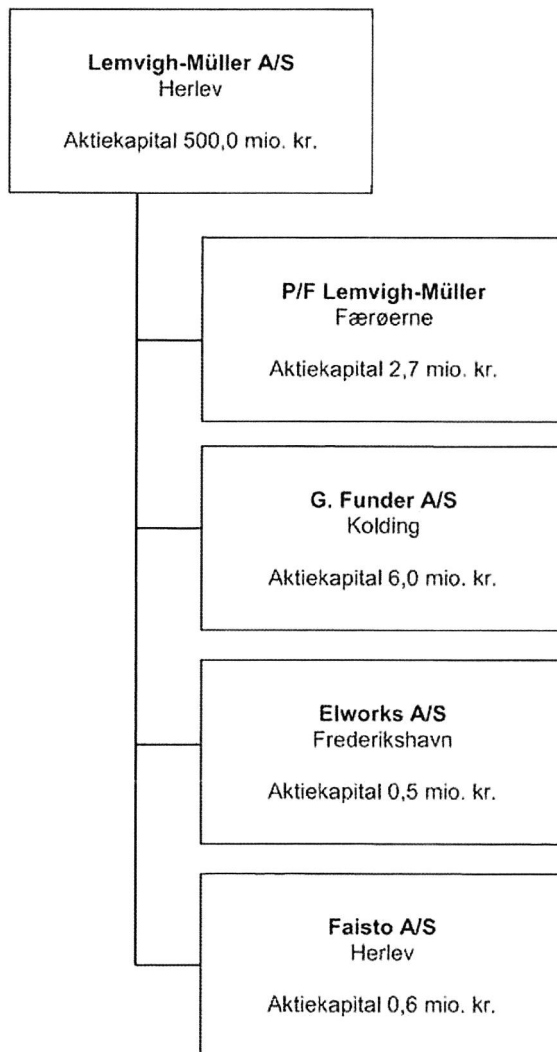 Lemvigh-Müller A/S
Herlev
Aktiekapital 500,0 mio. kr.
P/F Lemvigh-Müller
Færøerne
Aktiekapital 2,7 mio. kr.
G. Funder A/S
Kolding
Aktiekapital 6,0 mio. kr.
Elworks A/S
Frederikshavn
Aktiekapital 0,5 mio. kr.
Faisto A/S
Herlev
Aktiekapital 0,6 mio. kr.